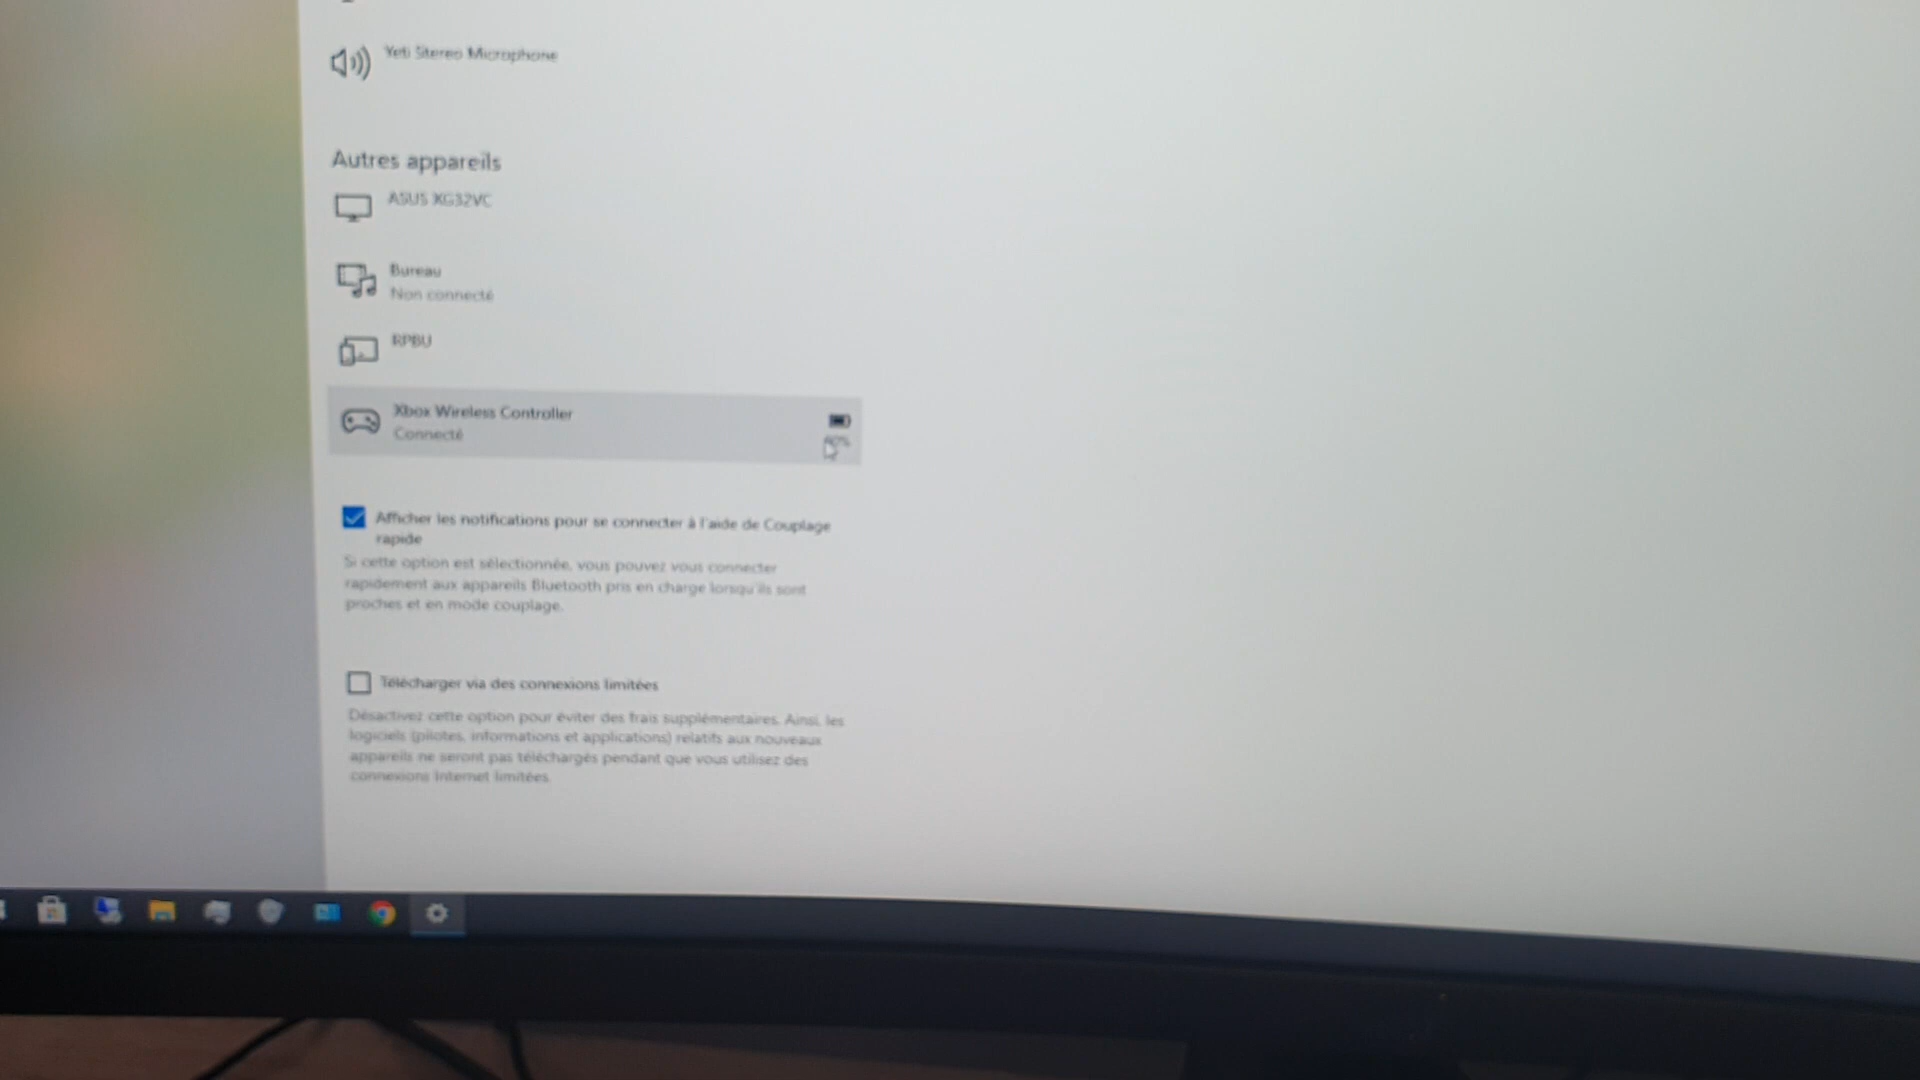 Yeti Stereo Microphone
Autres appareils
ASUS XG32VC
Bureau
Non connecté
RPBU
Xbox Wireless Controller
Connecté
Afficher les notifications pour se connecter à l'aide de Couplage
rapide
Si cette option est sélectionnée, vous pouvez vous connecter
rapidement aux appareils Bluetooth pris en charge lorsqu'ils sont
proches et en mode couplage.
Télécharger via des connexions limitées
Désactivez cette option pour éviter des frais supplémentaires. Ainsi, les
logiciels (pilotes, informations et applications) relatifs aux nouveaux
appareils ne seront pas téléchargés pendant que vous utilisez des
connexions Internet limitées.